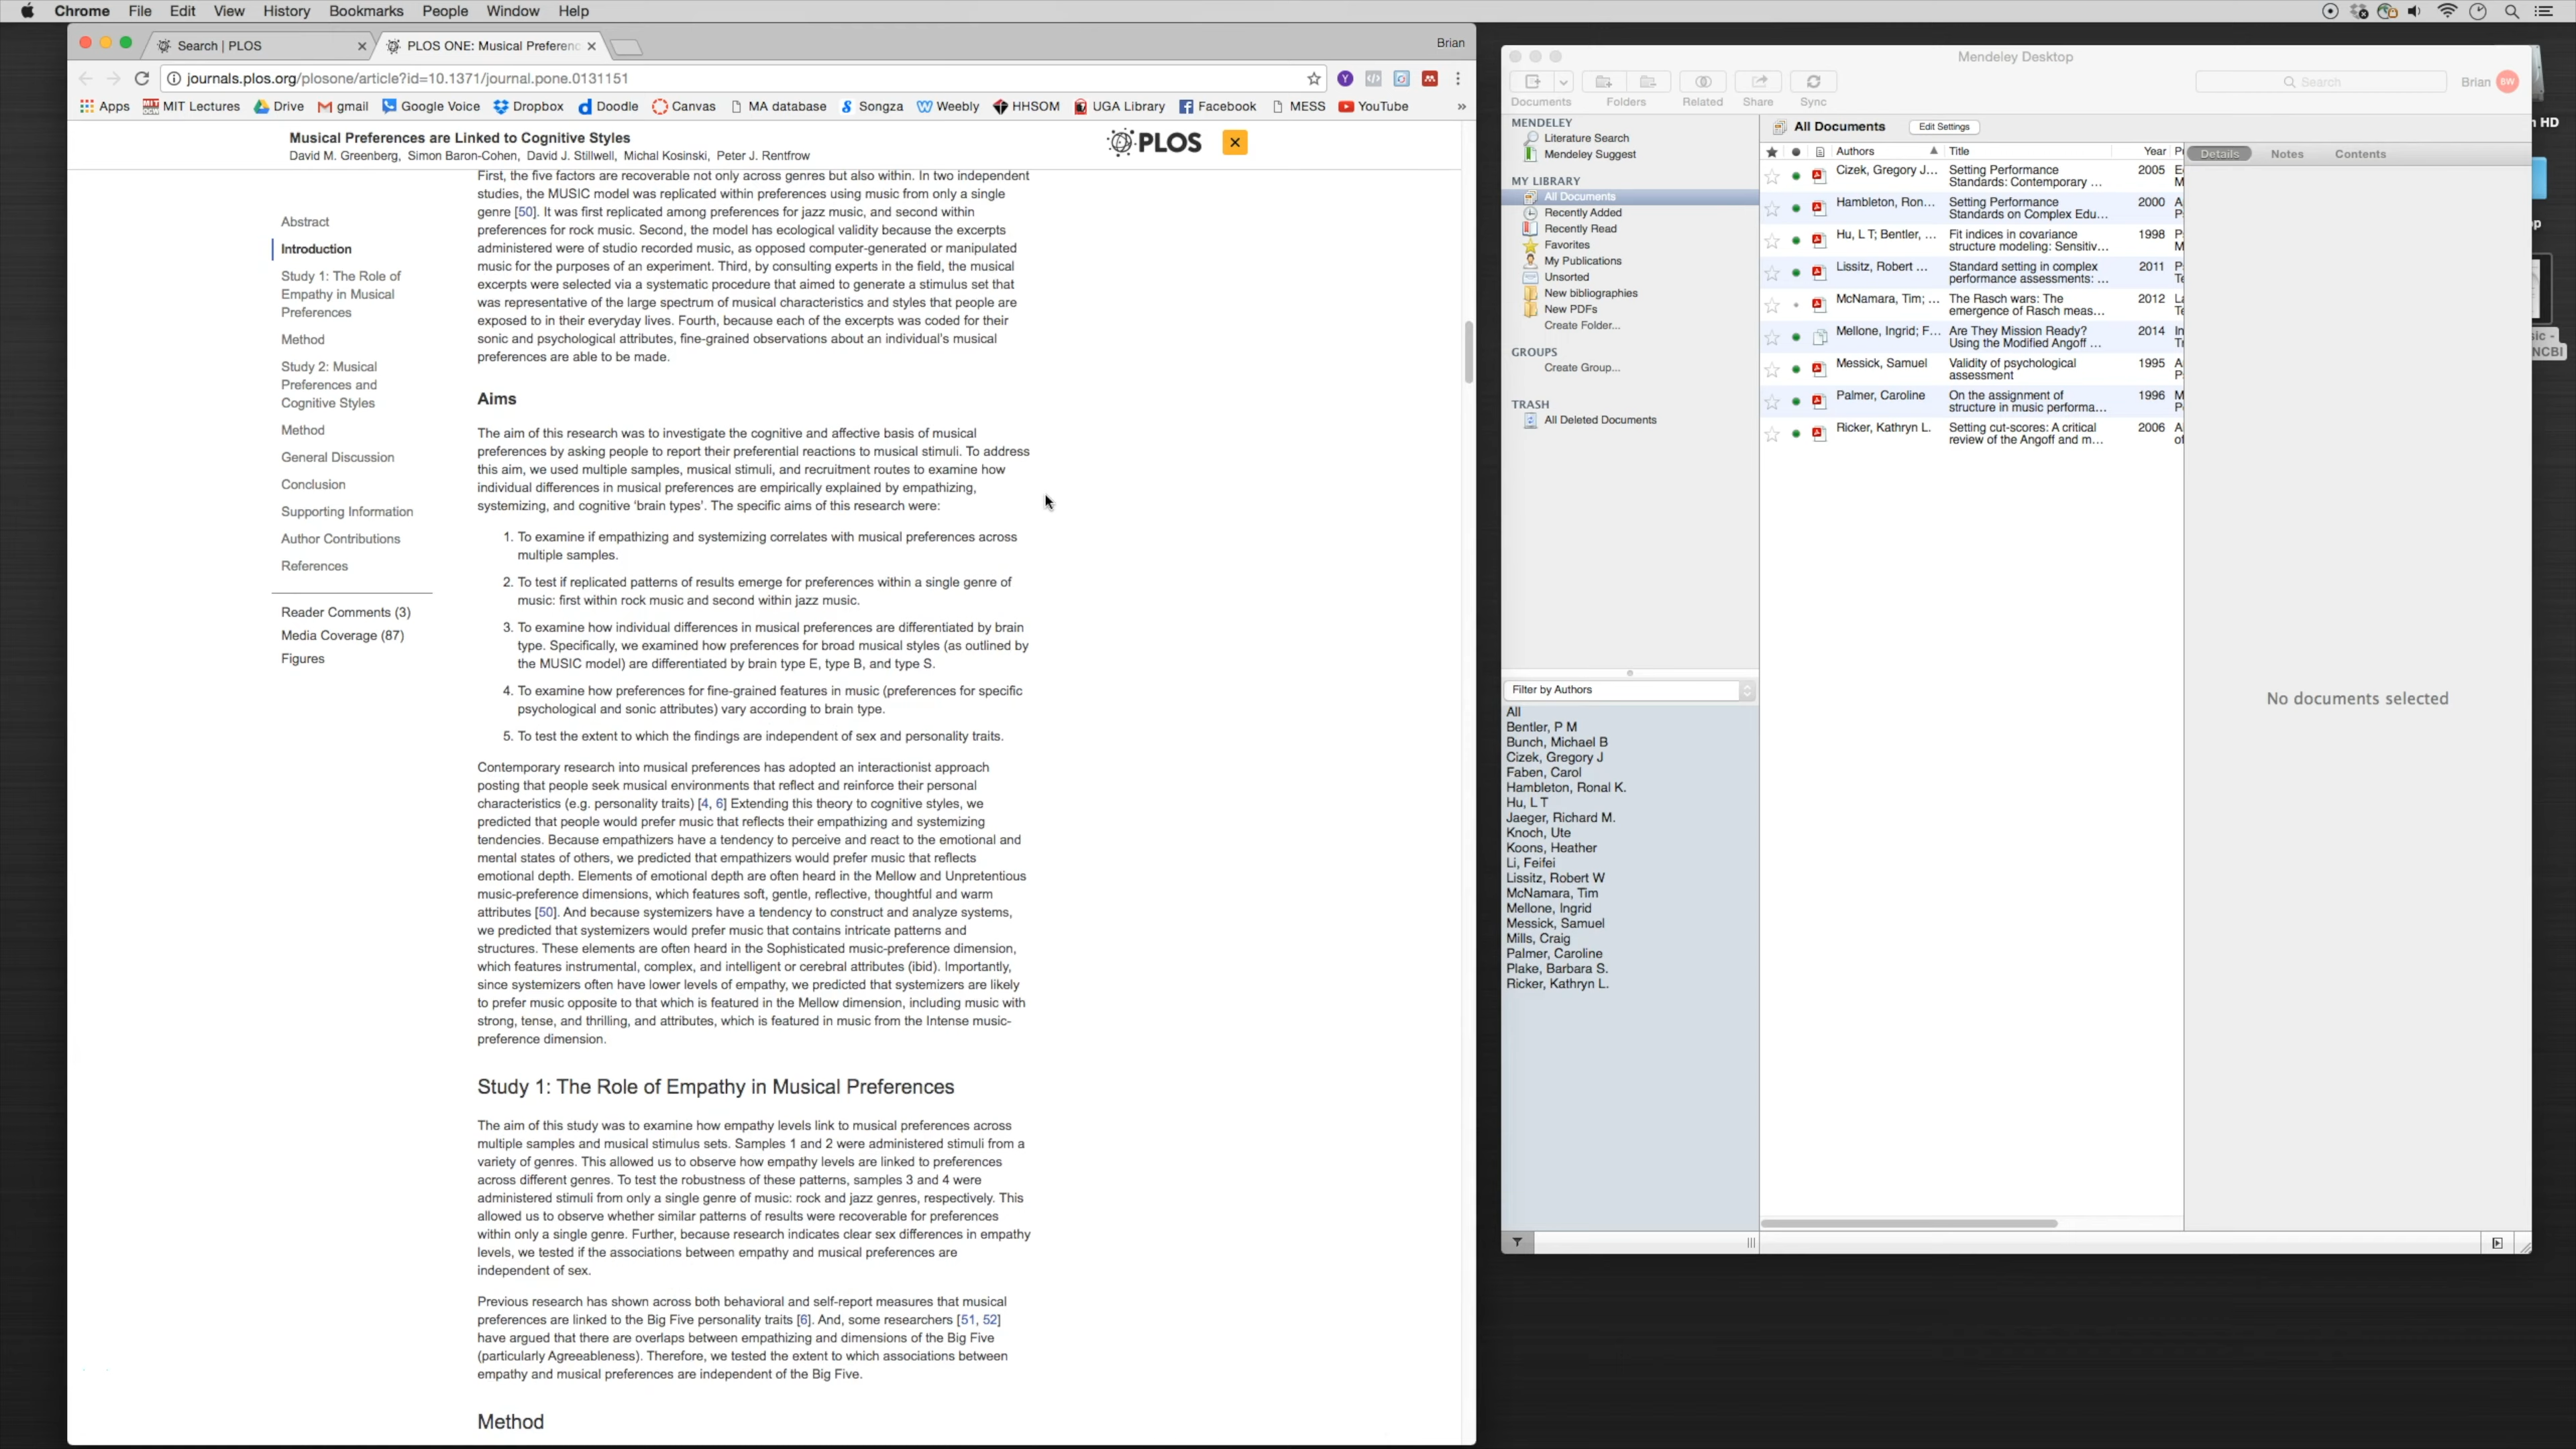 Chrome File Edit View History Bookmarks People Window Help
Search | PLOS
PLOS ONE: Musical Preferenc
Brian
journals.plos.org/plosone/article?id=10.1371/journal.pone.0131151
Apps MIT Lectures Drive gmail Google Voice Dropbox Doodle Canvas MA database Songza Weebly HHSOM UGA Library Facebook MESS YouTube »
Musical Preferences are Linked to Cognitive Styles
David M. Greenberg, Simon Baron-Cohen, David J. Stillwell, Michal Kosinski, Peter J. Rentfrow
PLOS
Abstract
Introduction
Study 1: The Role of
Empathy in Musical
Preferences
Method
Study 2: Musical
Preferences and
Cognitive Styles
Method
General Discussion
Conclusion
Supporting Information
Author Contributions
References
Reader Comments (3)
Media Coverage (87)
Figures
First, the five factors are recoverable not only across genres but also within. In two independent
studies, the MUSIC model was replicated within preferences using music from only a single
genre [50]. It was first replicated among preferences for jazz music, and second within
preferences for rock music. Second, the model has ecological validity because the excerpts
administered were of studio recorded music, as opposed computer-generated or manipulated
music for the purposes of an experiment. Third, by consulting experts in the field, the musical
excerpts were selected via a systematic procedure that aimed to generate a stimulus set that
was representative of the large spectrum of musical characteristics and styles that people are
exposed to in their everyday lives. Fourth, because each of the excerpts was coded for their
sonic and psychological attributes, fine-grained observations about an individual's musical
preferences are able to be made.
Aims
The aim of this research was to investigate the cognitive and affective basis of musical
preferences by asking people to report their preferential reactions to musical stimuli. To address
this aim, we used multiple samples, musical stimuli, and recruitment routes to examine how
individual differences in musical preferences are empirically explained by empathizing,
systemizing, and cognitive ‘brain types’. The specific aims of this research were:
1. To examine if empathizing and systemizing correlates with musical preferences across
multiple samples.
2. To test if replicated patterns of results emerge for preferences within a single genre of
music: first within rock music and second within jazz music.
3. To examine how individual differences in musical preferences are differentiated by brain
type. Specifically, we examined how preferences for broad musical styles (as outlined by
the MUSIC model) are differentiated by brain type E, type B, and type S.
4. To examine how preferences for fine-grained features in music (preferences for specific
psychological and sonic attributes) vary according to brain type.
5. To test the extent to which the findings are independent of sex and personality traits.
Contemporary research into musical preferences has adopted an interactionist approach
posting that people seek musical environments that reflect and reinforce their personal
characteristics (e.g. personality traits) [4, 6] Extending this theory to cognitive styles, we
predicted that people would prefer music that reflects their empathizing and systemizing
tendencies. Because empathizers have a tendency to perceive and react to the emotional and
mental states of others, we predicted that empathizers would prefer music that reflects
emotional depth. Elements of emotional depth are often heard in the Mellow and Unpretentious
music-preference dimensions, which features soft, gentle, reflective, thoughtful and warm
attributes [50]. And because systemizers have a tendency to construct and analyze systems,
we predicted that systemizers would prefer music that contains intricate patterns and
structures. These elements are often heard in the Sophisticated music-preference dimension,
which features instrumental, complex, and intelligent or cerebral attributes (ibid). Importantly,
since systemizers often have lower levels of empathy, we predicted that systemizers are likely
to prefer music opposite to that which is featured in the Mellow dimension, including music with
strong, tense, and thrilling, and attributes, which is featured in music from the Intense music-
preference dimension.
Study 1: The Role of Empathy in Musical Preferences
The aim of this study was to examine how empathy levels link to musical preferences across
multiple samples and musical stimulus sets. Samples 1 and 2 were administered stimuli from a
variety of genres. This allowed us to observe how empathy levels are linked to preferences
across different genres. To test the robustness of these patterns, samples 3 and 4 were
administered stimuli from only a single genre of music: rock and jazz genres, respectively. This
allowed us to observe whether similar patterns of results were recoverable for preferences
within only a single genre. Further, because research indicates clear sex differences in empathy
levels, we tested if the associations between empathy and musical preferences are
independent of sex.
Previous research has shown across both behavioral and self-report measures that musical
preferences are linked to the Big Five personality traits [6]. And, some researchers [51, 52]
have argued that there are overlaps between empathizing and dimensions of the Big Five
(particularly Agreeableness). Therefore, we tested the extent to which associations between
empathy and musical preferences are independent of the Big Five.
Method
Mendeley Desktop
Documents Folders Related Share Sync
Search
Brian BW
MENDELEY
Literature Search
Mendeley Suggest
MY LIBRARY
All Documents
Recently Added
Recently Read
Favorites
My Publications
Unsorted
New bibliographies
New PDFs
Create Folder...
GROUPS
Create Group...
TRASH
All Deleted Documents
Filter by Authors
All
Bentler, P M
Bunch, Michael B
Cizek, Gregory J
Faben, Carol
Hambleton, Ronal K.
Hu, L T
Jaeger, Richard M.
Knoch, Ute
Koons, Heather
Li, Feifei
Lissitz, Robert W
McNamara, Tim
Mellone, Ingrid
Messick, Samuel
Mills, Craig
Palmer, Caroline
Plake, Barbara S.
Ricker, Kathryn L.
All Documents Edit Settings
Authors Title Year
Cizek, Gregory J... Setting Performance 2005
Standards: Contemporary ...
Hambleton, Ron... Setting Performance 2000
Standards on Complex Edu...
Hu, L T; Bentler, ... Fit indices in covariance 1998
structure modeling: Sensitiv...
Lissitz, Robert ... Standard setting in complex 2011
performance assessments: ...
McNamara, Tim; ... The Rasch wars: The 2012
emergence of Rasch meas...
Mellone, Ingrid; F... Are They Mission Ready? 2014
Using the Modified Angoff ...
Messick, Samuel Validity of psychological 1995
assessment
Palmer, Caroline On the assignment of 1996
structure in music performa...
Ricker, Kathryn L. Setting cut-scores: A critical 2006
review of the Angoff and m...
Details Notes Contents
No documents selected
HD
NCBI